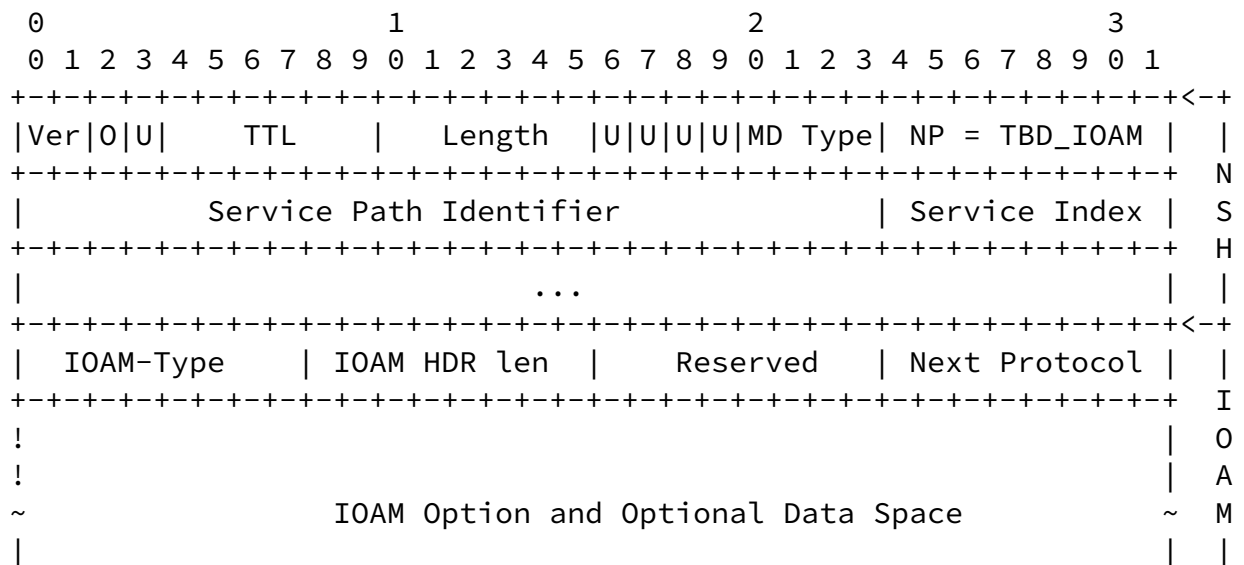 0                   1                   2                   3
 0 1 2 3 4 5 6 7 8 9 0 1 2 3 4 5 6 7 8 9 0 1 2 3 4 5 6 7 8 9 0 1
+-+-+-+-+-+-+-+-+-+-+-+-+-+-+-+-+-+-+-+-+-+-+-+-+-+-+-+-+-+-+-+-+<-+
|Ver|O|U|    TTL    |   Length  |U|U|U|U|MD Type| NP = TBD_IOAM |  |
+-+-+-+-+-+-+-+-+-+-+-+-+-+-+-+-+-+-+-+-+-+-+-+-+-+-+-+-+-+-+-+-+  N
|          Service Path Identifier              | Service Index |  S
+-+-+-+-+-+-+-+-+-+-+-+-+-+-+-+-+-+-+-+-+-+-+-+-+-+-+-+-+-+-+-+-+  H
|                            ...                                |  |
+-+-+-+-+-+-+-+-+-+-+-+-+-+-+-+-+-+-+-+-+-+-+-+-+-+-+-+-+-+-+-+-+<-+
|  IOAM-Type    | IOAM HDR len  |    Reserved   | Next Protocol |  |
+-+-+-+-+-+-+-+-+-+-+-+-+-+-+-+-+-+-+-+-+-+-+-+-+-+-+-+-+-+-+-+-+  I
!                                                               |  O
!                                                               |  A
~                 IOAM Option and Optional Data Space           ~  M
|                                                               |  |